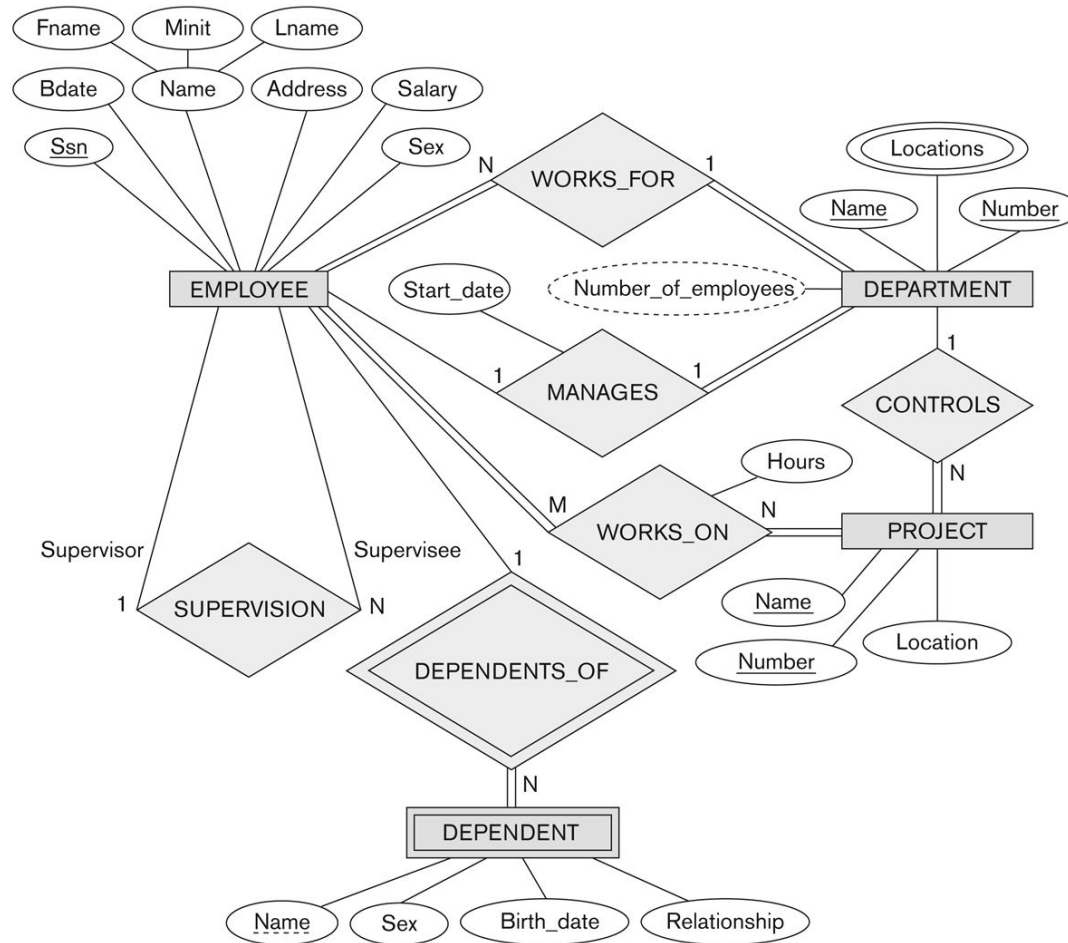 Fname
Minit
Lname
Bdate
Name
Address
Salary
Ssn
Sex
N
WORKS_FOR
1
Locations
Name
Number
EMPLOYEE
Start_date
Number_of_employees
DEPARTMENT
1
MANAGES
1
1
CONTROLS
N
Hours
M
WORKS_ON
N
PROJECT
Supervisor
Supervisee
1
SUPERVISION
N
1
Name
Number
Location
DEPENDENTS_OF
N
DEPENDENT
Name
Sex
Birth_date
Relationship